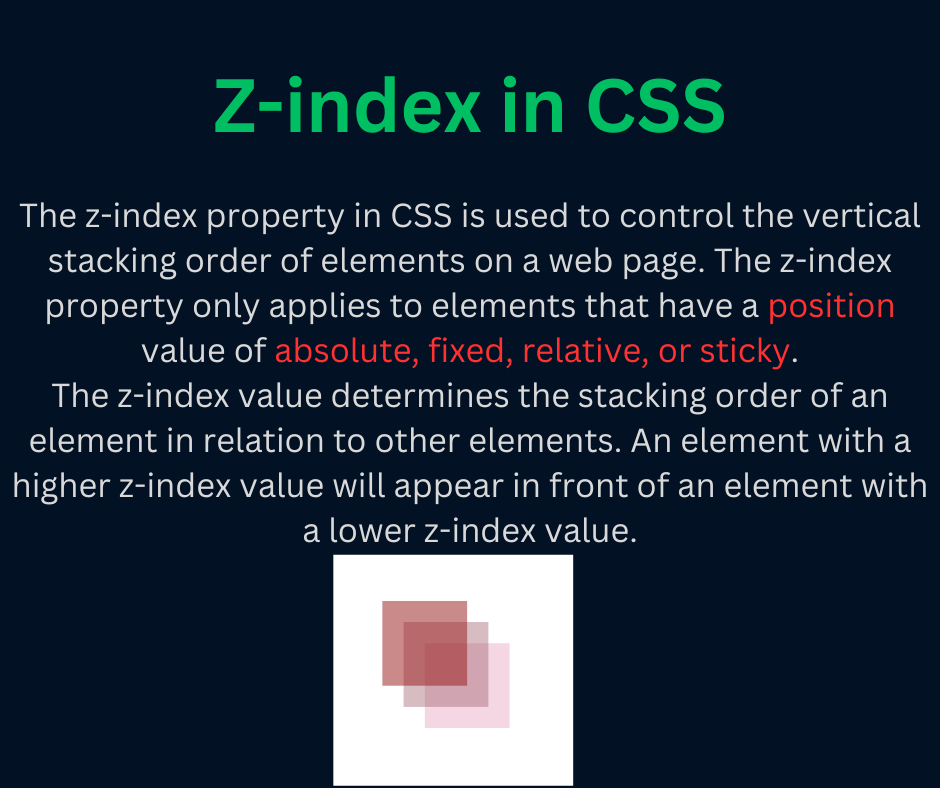 Z-index in CSS
The z-index property in CSS is used to control the vertical
stacking order of elements on a web page. The z-index
property only applies to elements that have a position
value of absolute, fixed, relative, or sticky.
The z-index value determines the stacking order of an
element in relation to other elements. An element with a
higher z-index value will appear in front of an element with
a lower z-index value.